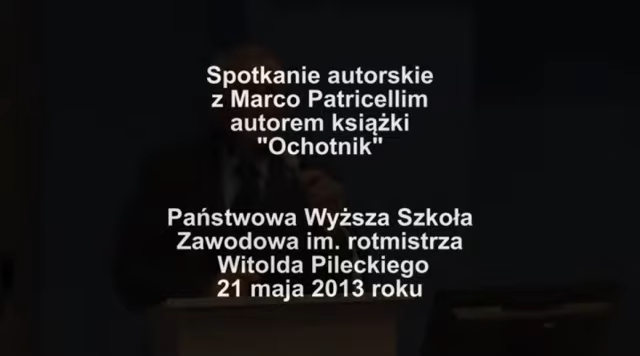 Spotkanie autorskie
z Marco Patricellim
autorem książki
"Ochotnik"
Państwowa Wyższa Szkoła
Zawodowa im. rotmistrza
Witolda Pileckiego
21 maja 2013 roku